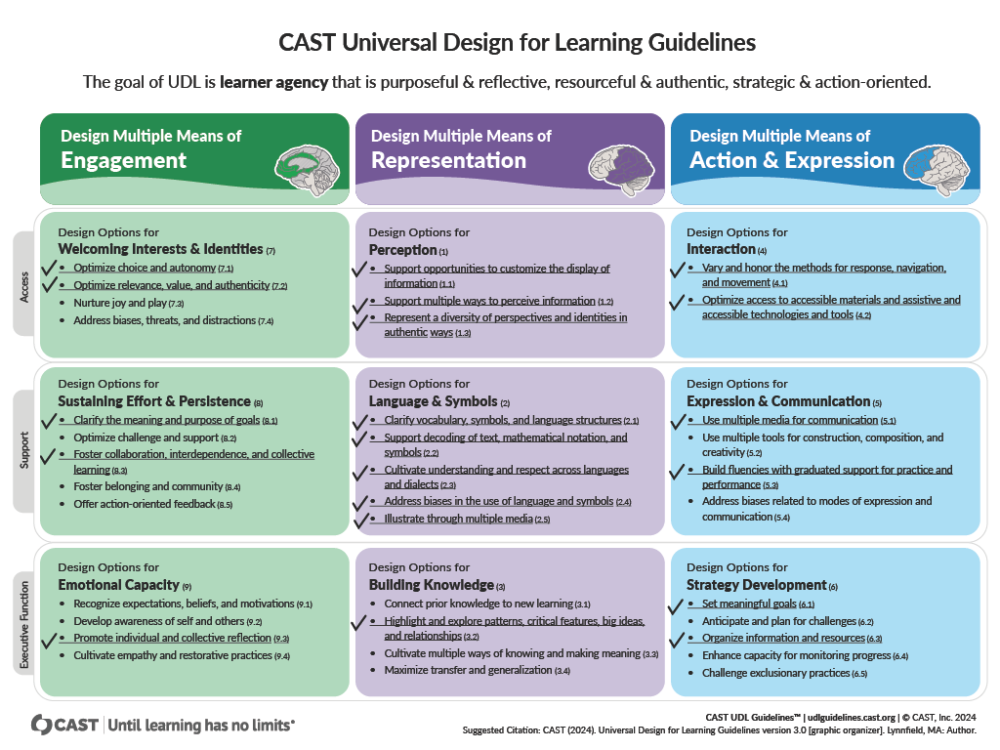 CAST Universal Design for Learning Guidelines
The goal of UDL is learner agency that is purposeful & reflective, resourceful & authentic, strategic & action-oriented.
Design Multiple Means of
Engagement
Design Multiple Means of
Representation
Design Multiple Means of
Action & Expression
Access
Design Options for
Welcoming Interests & Identities (7)
• Optimize choice and autonomy (7.1)
• Optimize relevance, value, and authenticity (7.2)
• Nurture joy and play (7.3)
• Address biases, threats, and distractions (7.4)
Design Options for
Perception (1)
• Support opportunities to customize the display of
information (1.1)
• Support multiple ways to perceive information (1.2)
• Represent a diversity of perspectives and identities in
authentic ways (1.3)
Design Options for
Interaction (4)
• Vary and honor the methods for response, navigation,
and movement (4.1)
• Optimize access to accessible materials and assistive and
accessible technologies and tools (4.2)
Support
Design Options for
Sustaining Effort & Persistence (8)
• Clarify the meaning and purpose of goals (8.1)
• Optimize challenge and support (8.2)
• Foster collaboration, interdependence, and collective
learning (8.3)
• Foster belonging and community (8.4)
• Offer action-oriented feedback (8.5)
Design Options for
Language & Symbols (2)
• Clarify vocabulary, symbols, and language structures (2.1)
• Support decoding of text, mathematical notation, and
symbols (2.2)
• Cultivate understanding and respect across languages
and dialects (2.3)
• Address biases in the use of language and symbols (2.4)
• Illustrate through multiple media (2.5)
Design Options for
Expression & Communication (5)
• Use multiple media for communication (5.1)
• Use multiple tools for construction, composition, and
creativity (5.2)
• Build fluencies with graduated support for practice and
performance (5.3)
• Address biases related to modes of expression and
communication (5.4)
Executive Function
Design Options for
Emotional Capacity (9)
• Recognize expectations, beliefs, and motivations (9.1)
• Develop awareness of self and others (9.2)
• Promote individual and collective reflection (9.3)
• Cultivate empathy and restorative practices (9.4)
Design Options for
Building Knowledge (3)
• Connect prior knowledge to new learning (3.1)
• Highlight and explore patterns, critical features, big ideas,
and relationships (3.2)
• Cultivate multiple ways of knowing and making meaning (3.3)
• Maximize transfer and generalization (3.4)
Design Options for
Strategy Development (6)
• Set meaningful goals (6.1)
• Anticipate and plan for challenges (6.2)
• Organize information and resources (6.3)
• Enhance capacity for monitoring progress (6.4)
• Challenge exclusionary practices (6.5)
CAST | Until learning has no limits®
CAST UDL Guidelines™ | udlguidelines.cast.org | © CAST, Inc. 2024
Suggested Citation: CAST (2024). Universal Design for Learning Guidelines version 3.0 [graphic organizer]. Lynnfield, MA: Author.